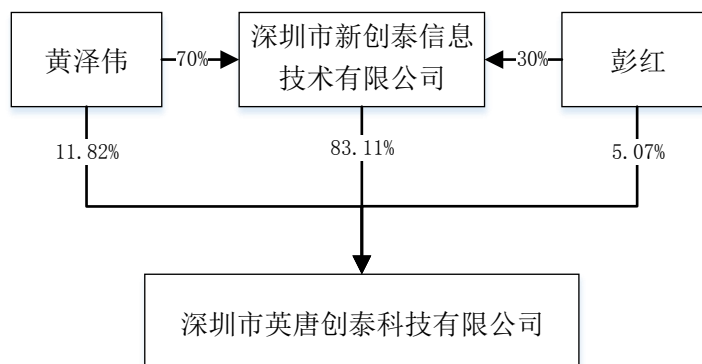 黄泽伟
70%
深圳市新创泰信息
技术有限公司
30%
彭红
11.82%
83.11%
5.07%
深圳市英唐创泰科技有限公司